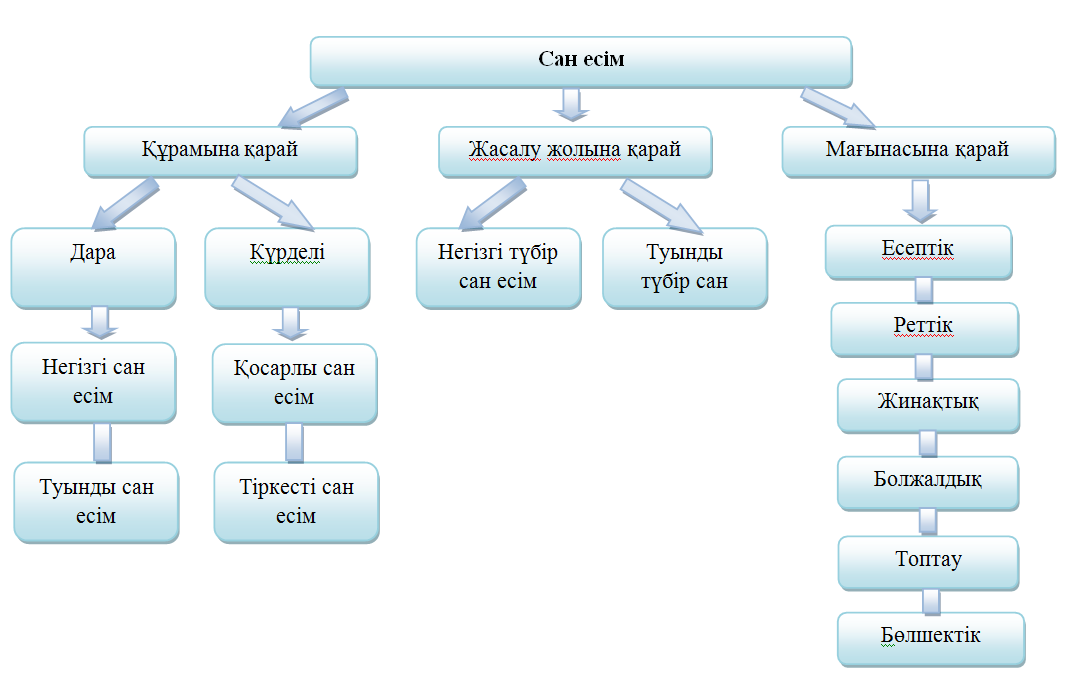 Сан есім
Құрамына қарай
Жасалу жолына қарай
Мағынасына қарай
Дара
Күрделі
Негізгі түбір
сан есім
Туынды
түбір сан
Есептік
Реттік
Негізгі сан
есім
Қосарлы сан
есім
Жинақтық
Туынды сан
есім
Тіркесті сан
есім
Болжалдық
Топтау
Бөлшектік